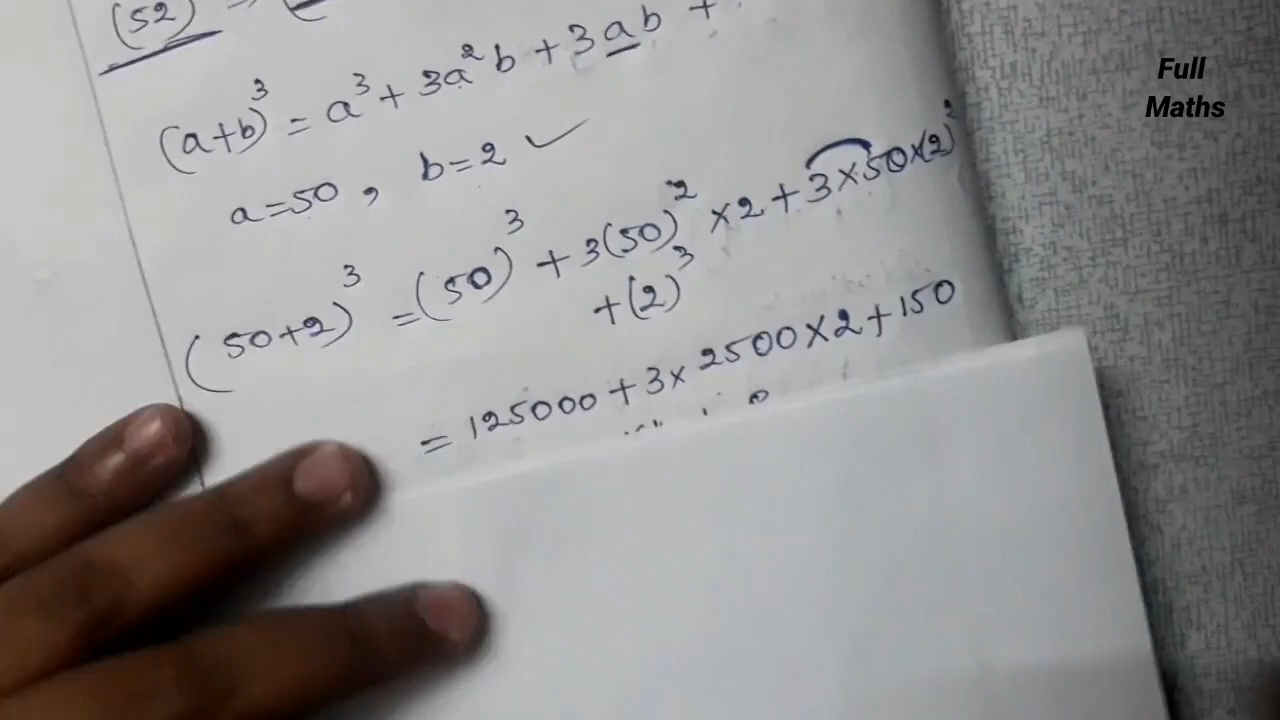 (52)
(a+b)³ = a³ + 3a²b + 3ab +
a=50 , b=2 ✓
(50+2)³ = (50)³ + 3(50)² ×2 + 3×50×(2)²
+(2)³
= 125000 + 3× 2500×2 + 150
Full
Maths